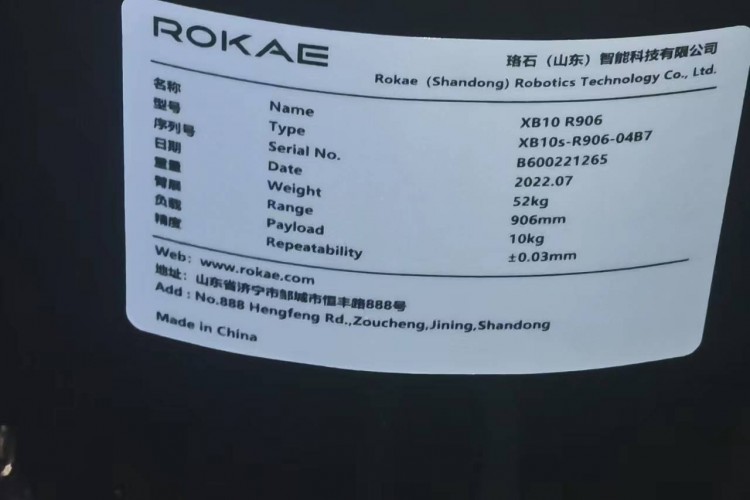 ROKAE
珞石（山东）智能科技有限公司
Rokae (Shandong) Robotics Technology Co., Ltd.
名称 Name XB10 R906
型号 Type XB10s-R906-04B7
序列号 Serial No. B600221265
日期 Date 2022.07
重量 Weight 52kg
臂展 Range 906mm
负载 Payload 10kg
精度 Repeatability ±0.03mm
Web: www.rokae.com
地址: 山东省济宁市邹城市恒丰路888号
Add : No.888 Hengfeng Rd.,Zoucheng,Jining,Shandong
Made in China